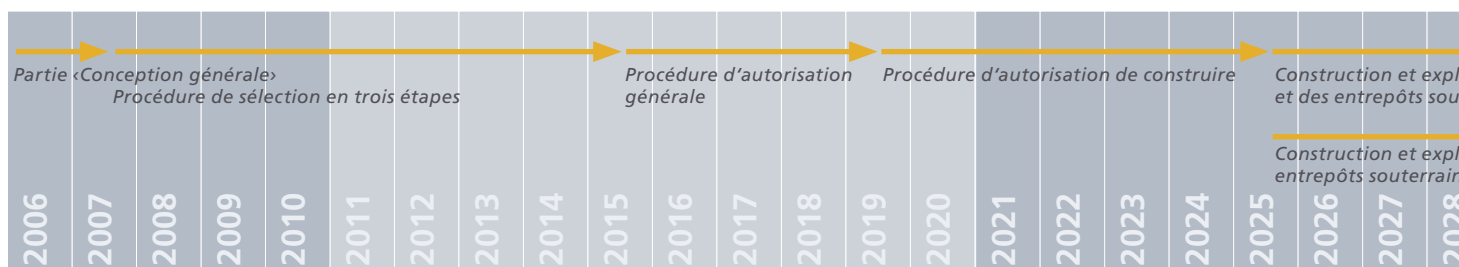 Partie ‹Conception générale›
Procédure de sélection en trois étapes
Procédure d’autorisation
générale
Procédure d’autorisation de construire
Construction et expl
et des entrepôts sou
Construction et expl
entrepôts souterrain
2006
2007
2008
2009
2010
2011
2012
2013
2014
2015
2016
2017
2018
2019
2020
2021
2022
2023
2024
2025
2026
2027
2028